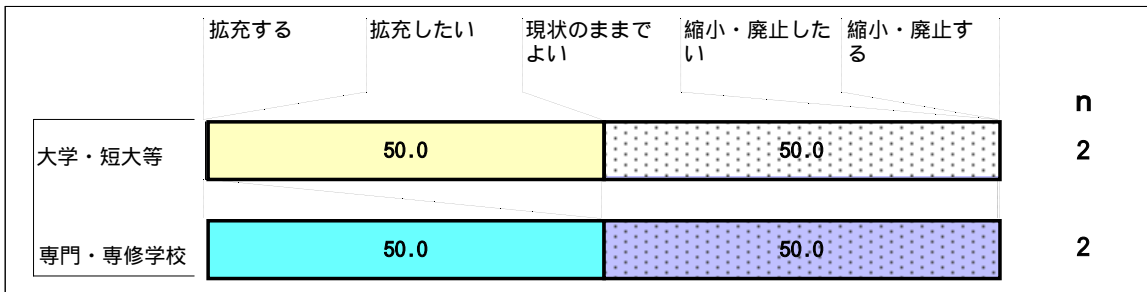 拡充する
拡充したい
現状のままで
よい
縮小・廃止した
い
縮小・廃止す
る
n
大学・短大等
50.0
50.0
2
専門・専修学校
50.0
50.0
2